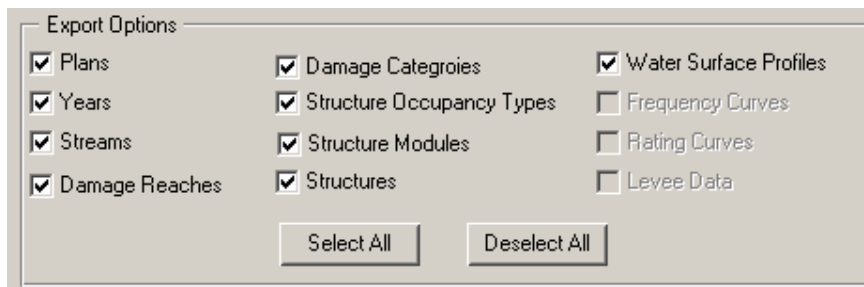 Export Options
Plans
Damage Categroies
Water Surface Profiles
Years
Structure Occupancy Types
Frequency Curves
Streams
Structure Modules
Rating Curves
Damage Reaches
Structures
Levee Data
Select All
Deselect All